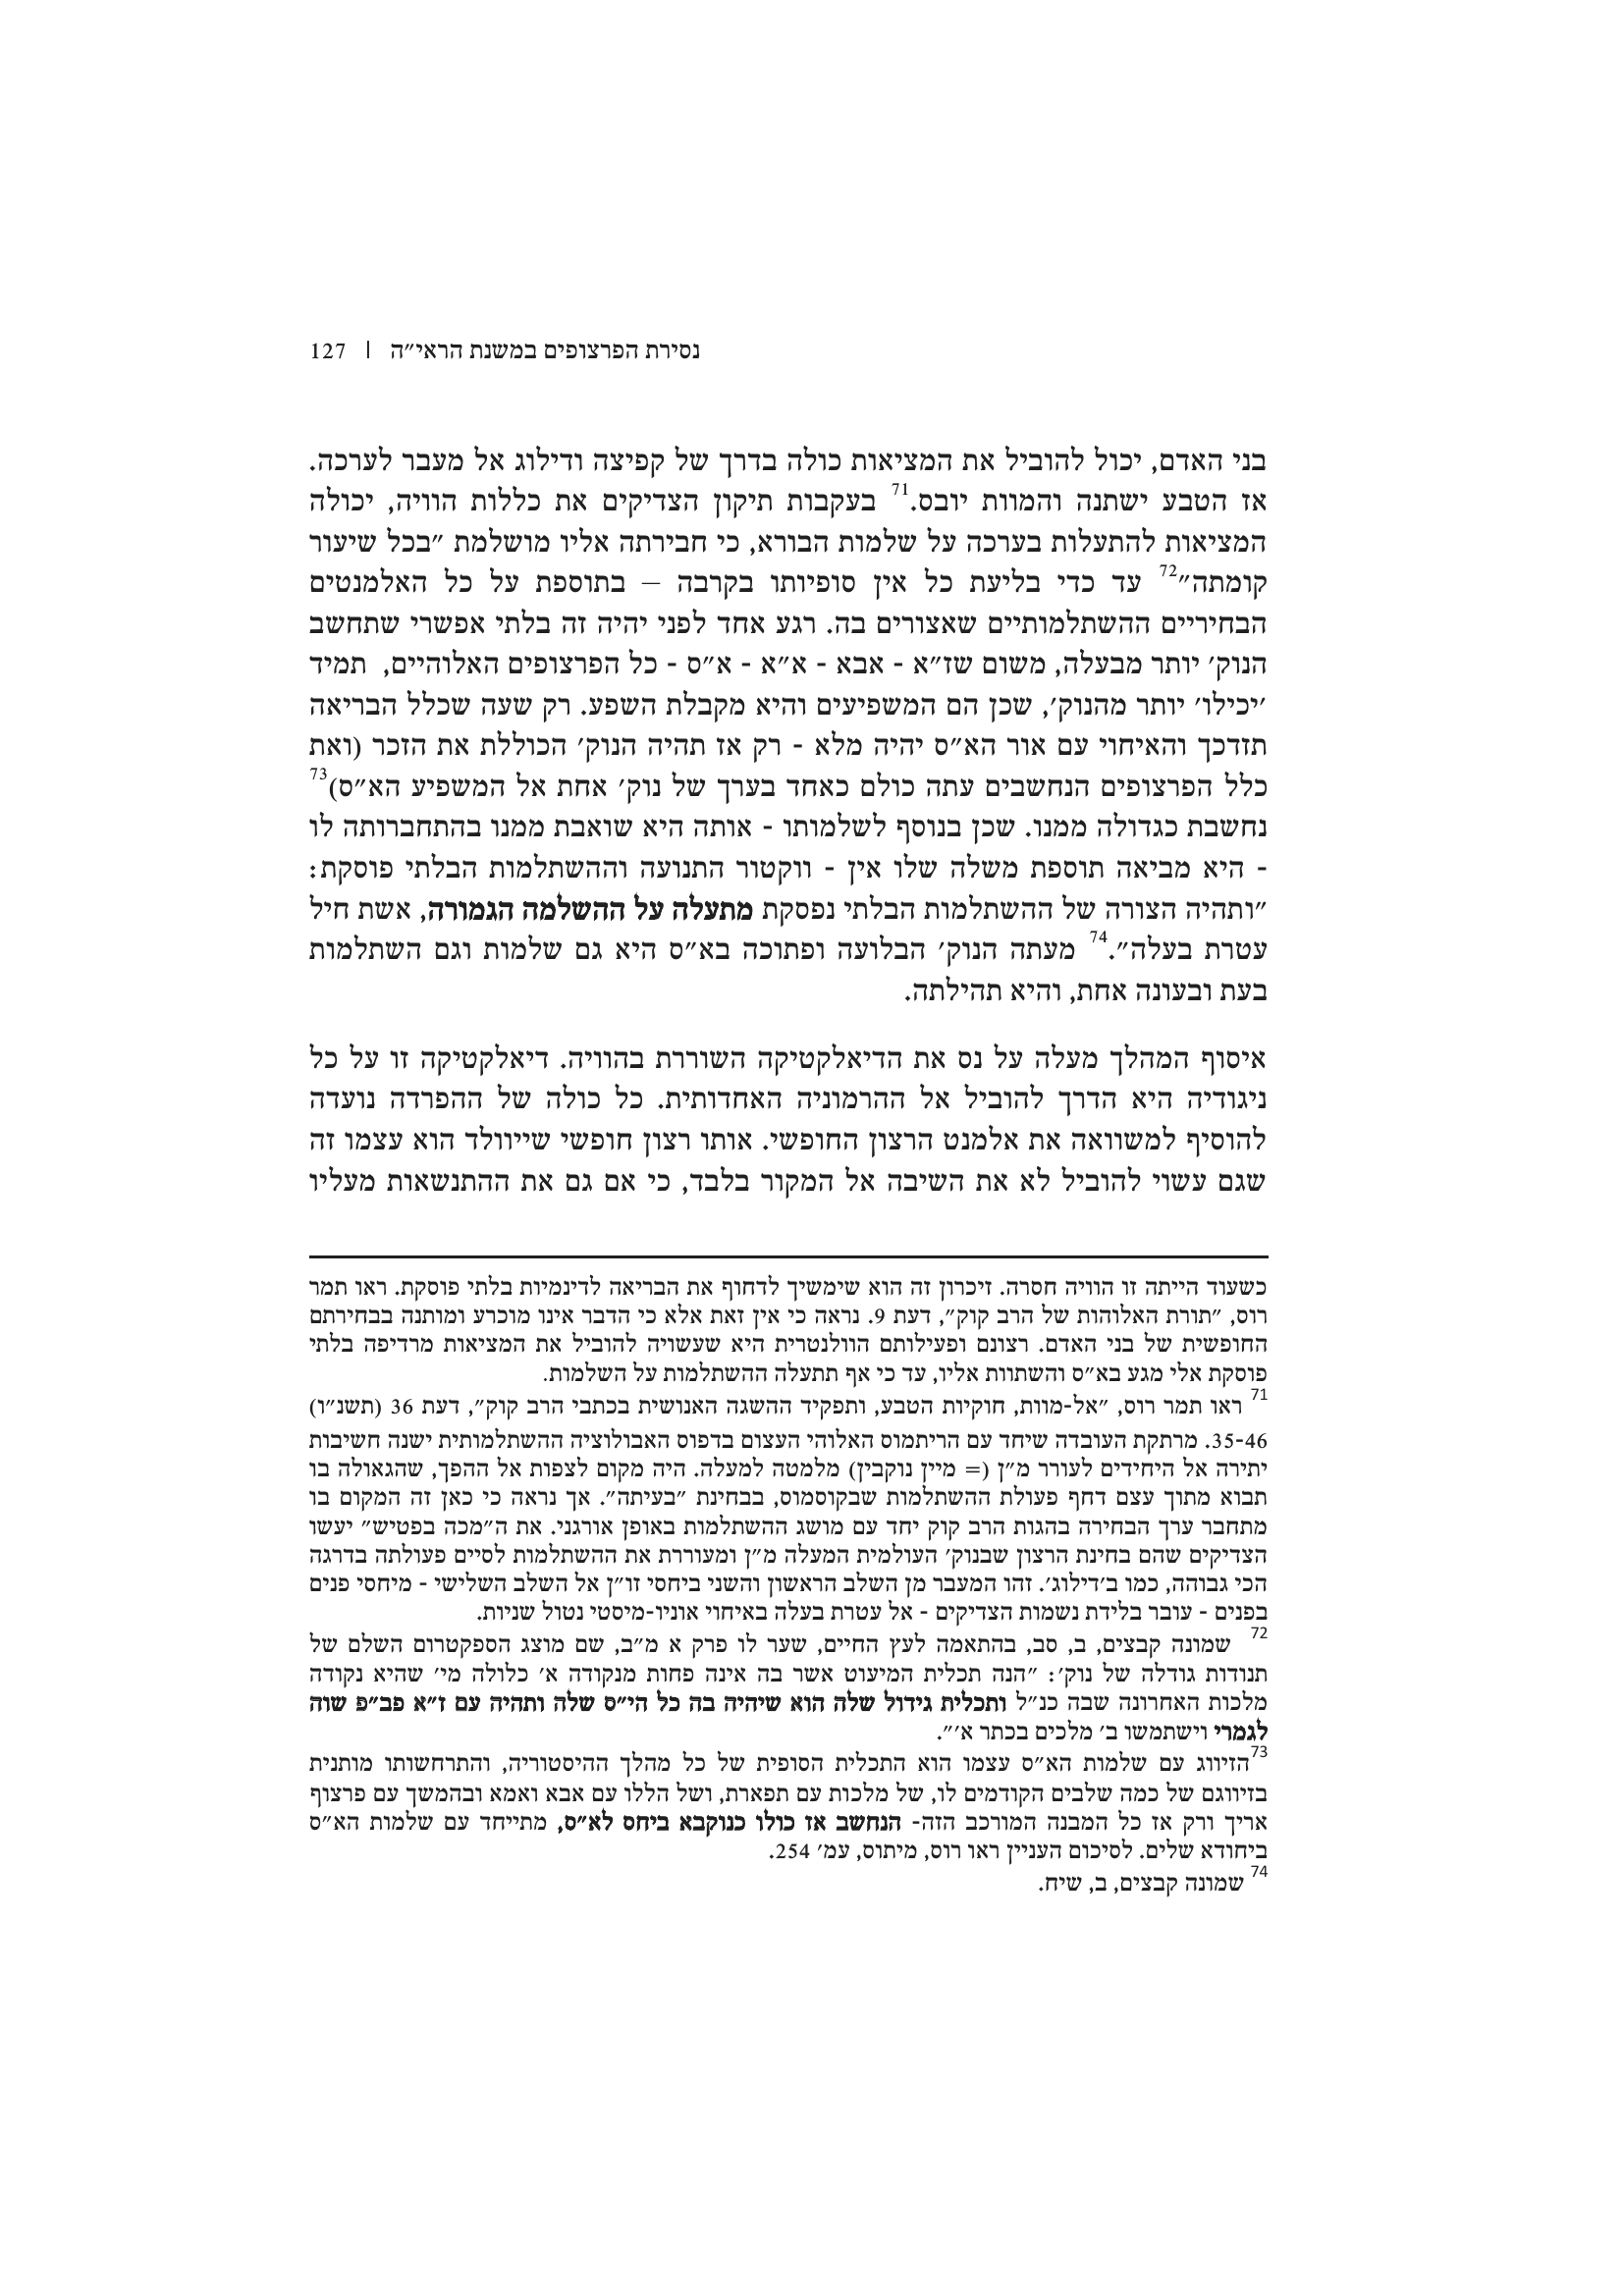 נסירת הפרצופים במשנת הראי״ה | 127
בני האדם, יכול להוביל את המציאות כולה בדרך של קפיצה ודילוג אל מעבר לערכה.
אז הטבע ישתנה והמוות יובס.71 בעקבות תיקון הצדיקים את כללות הוויה, יכולה
המציאות להתעלות בערכה על שלמות הבורא, כי חבירתה אליו מושלמת ״בכל שיעור
קומתה״72 עד כדי בליעת כל אין סופיותו בקרבה – בתוספת על כל האלמנטים
הבחיריים ההשתלמותיים שאצורים בה. רגע אחד לפני יהיה זה בלתי אפשרי שתחשב
הנוק׳ יותר מבעלה, משום שז״א - אבא - א״א - א״ס - כל הפרצופים האלוהיים, תמיד
׳יכילו׳ יותר מהנוק׳, שכן הם המשפיעים והיא מקבלת השפע. רק שעה שכלל הבריאה
תזדכך והאיחוי עם אור הא״ס יהיה מלא - רק אז תהיה הנוק׳ הכוללת את הזכר (ואת
כלל הפרצופים הנחשבים עתה כולם כאחד בערך של נוק׳ אחת אל המשפיע הא״ס)73
נחשבת כגדולה ממנו. שכן בנוסף לשלמותו - אותה היא שואבת ממנו בהתחברותה לו
- היא מביאה תוספת משלה שלו אין - ווקטור התנועה וההשתלמות הבלתי פוסקת:
״ותהיה הצורה של ההשתלמות הבלתי נפסקת מתעלה על ההשלמה הגמורה, אשת חיל
עטרת בעלה״.74 מעתה הנוק׳ הבלועה ופתוכה בא״ס היא גם שלמות וגם השתלמות
בעת ובעונה אחת, והיא תהילתה.
איסוף המהלך מעלה על נס את הדיאלקטיקה השוררת בהוויה. דיאלקטיקה זו על כל
ניגודיה היא הדרך להוביל אל ההרמוניה האחדותית. כל כולה של ההפרדה נועדה
להוסיף למשוואה את אלמנט הרצון החופשי. אותו רצון חופשי שייוולד הוא עצמו זה
שגם עשוי להוביל לא את השיבה אל המקור בלבד, כי אם גם את ההתנשאות מעליו
כשעוד הייתה זו הוויה חסרה. זיכרון זה הוא שימשיך לדחוף את הבריאה לדינמיות בלתי פוסקת. ראו תמר
רוס, ״תורת האלוהות של הרב קוק״, דעת 9. נראה כי אין זאת אלא כי הדבר אינו מוכרע ומותנה בבחירתם
החופשית של בני האדם. רצונם ופעילותם הוולנטרית היא שעשויה להוביל את המציאות מרדיפה בלתי
פוסקת אלי מגע בא״ס והשתוות אליו, עד כי אף תתעלה ההשתלמות על השלמות.
71 ראו תמר רוס, ״אל-מוות, חוקיות הטבע, ותפקיד ההשגה האנושית בכתבי הרב קוק״, דעת 36 (תשנ״ו)
35-46. מרתקת העובדה שיחד עם הריתמוס האלוהי העצום בדפוס האבולוציה ההשתלמותית ישנה חשיבות
יתירה אל היחידים לעורר מ״ן (= מיין נוקבין) מלמטה למעלה. היה מקום לצפות אל ההפך, שהגאולה בו
תבוא מתוך עצם דחף פעולת ההשתלמות שבקוסמוס, בבחינת ״בעיתה״. אך נראה כי כאן זה המקום בו
מתחבר ערך הבחירה בהגות הרב קוק יחד עם מושג ההשתלמות באופן אורגני. את ה״מכה בפטיש״ יעשו
הצדיקים שהם בחינת הרצון שבנוק׳ העולמית המעלה מ״ן ומעוררת את ההשתלמות לסיים פעולתה בדרגה
הכי גבוהה, כמו ב׳דילוג׳. זהו המעבר מן השלב הראשון והשני ביחסי זו״ן אל השלב השלישי - מיחסי פנים
בפנים - עובר בלידת נשמות הצדיקים - אל עטרת בעלה באיחוי אוניו-מיסטי נטול שניות.
72 שמונה קבצים, ב, סב, בהתאמה לעץ החיים, שער לו פרק א מ״ב, שם מוצג הספקטרום השלם של
תנודות גודלה של נוק׳: ״הנה תכלית המיעוט אשר בה אינה פחות מנקודה א׳ כלולה מי׳ שהיא נקודה
מלכות האחרונה שבה כנ״ל ותכלית גידול שלה הוא שיהיה בה כל הי״ס שלה ותהיה עם ז״א פב״פ שוה
לגמרי וישתמשו ב׳ מלכים בכתר א׳״.
73הזיווג עם שלמות הא״ס עצמו הוא התכלית הסופית של כל מהלך ההיסטוריה, והתרחשותו מותנית
בזיווגם של כמה שלבים הקודמים לו, של מלכות עם תפארת, ושל הללו עם אבא ואמא ובהמשך עם פרצוף
אריך ורק אז כל המבנה המורכב הזה- הנחשב אז כולו כנוקבא ביחס לא״ס, מתייחד עם שלמות הא״ס
ביחודא שלים. לסיכום העניין ראו רוס, מיתוס, עמ׳ 254.
74 שמונה קבצים, ב, שיח.